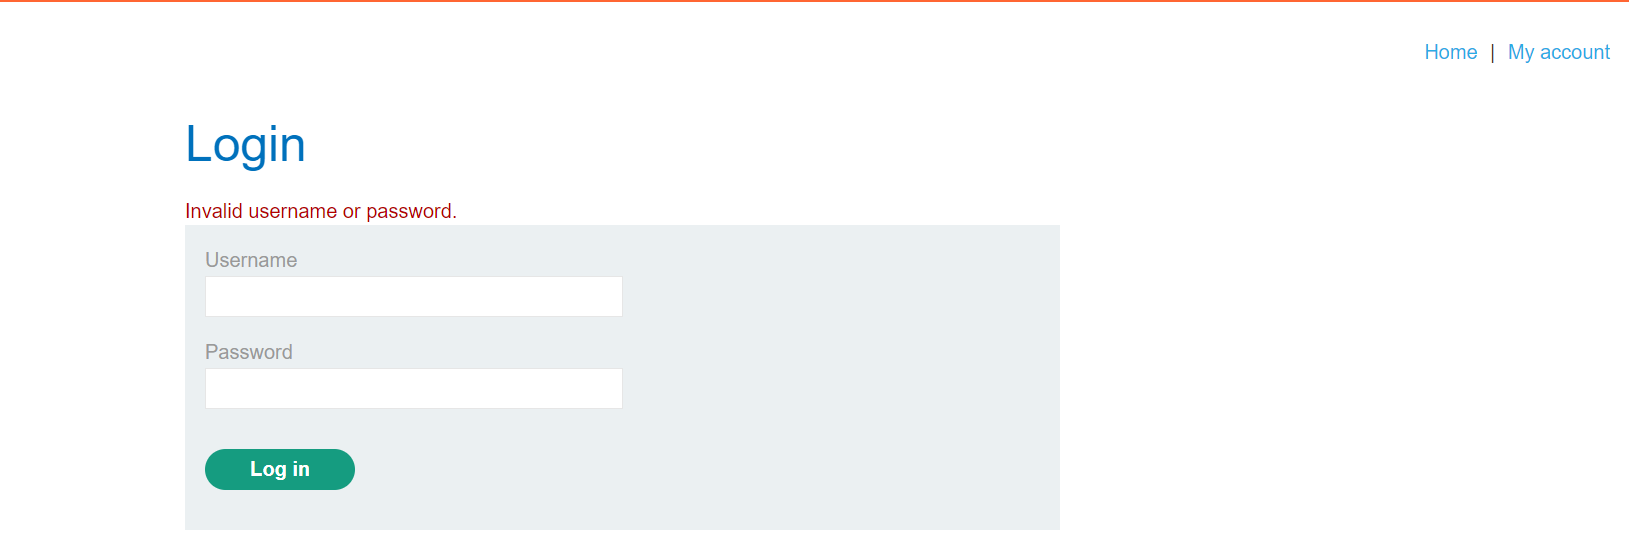 Home | My account
Login
Invalid username or password.
Username
Password
Log in